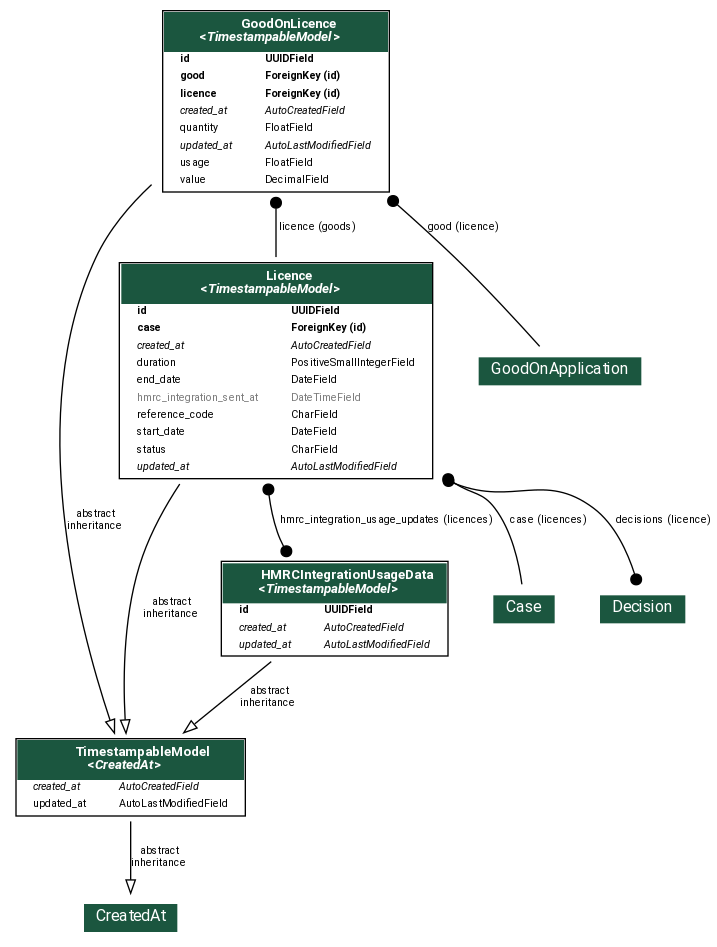 GoodOnLicence
<TimestampableModel>
id UUIDField
good ForeignKey (id)
licence ForeignKey (id)
created_at AutoCreatedField
quantity FloatField
updated_at AutoLastModifiedField
usage FloatField
value DecimalField
licence (goods)
good (licence)
Licence
<TimestampableModel>
id UUIDField
case ForeignKey (id)
created_at AutoCreatedField
duration PositiveSmallIntegerField
end_date DateField
hmrc_integration_sent_at DateTimeField
reference_code CharField
start_date DateField
status CharField
updated_at AutoLastModifiedField
GoodOnApplication
abstract
inheritance
hmrc_integration_usage_updates (licences)
case (licences)
decisions (licence)
HMRCIntegrationUsageData
<TimestampableModel>
id UUIDField
created_at AutoCreatedField
updated_at AutoLastModifiedField
Case
Decision
abstract
inheritance
abstract
inheritance
TimestampableModel
<CreatedAt>
created_at AutoCreatedField
updated_at AutoLastModifiedField
abstract
inheritance
CreatedAt